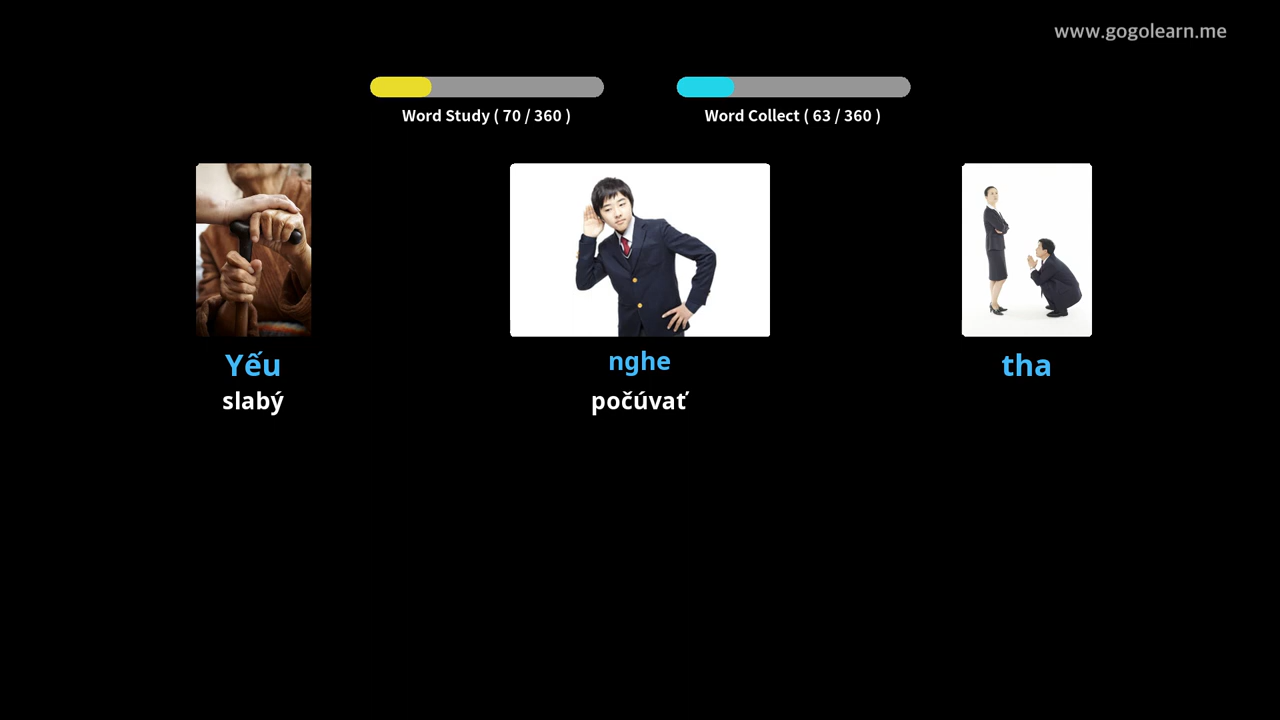 www.gogolearn.me
Word Study ( 70 / 360 )
Word Collect ( 63 / 360 )
Yếu
slabý
nghe
počúvať
tha